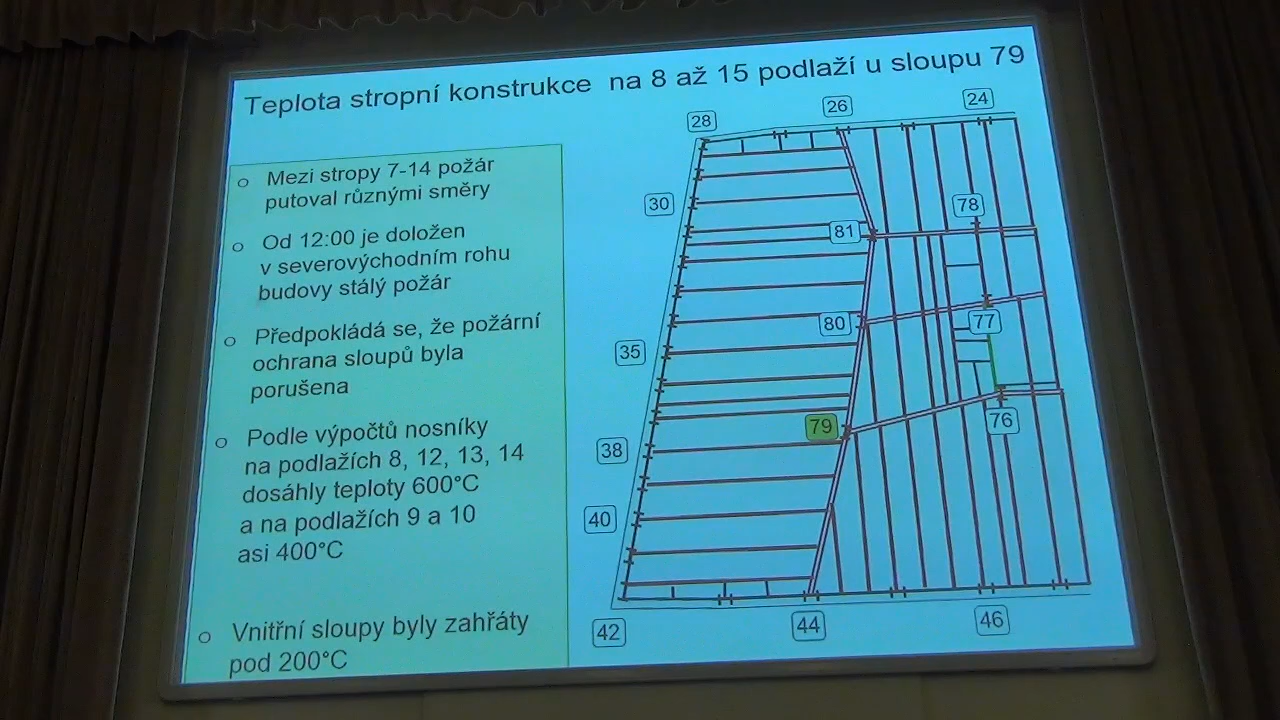 Teplota stropní konstrukce na 8 až 15 podlaží u sloupu 79
o Mezi stropy 7-14 požár
putoval různými směry
o Od 12:00 je doložen
v severovýchodním rohu
budovy stálý požár
o Předpokládá se, že požární
ochrana sloupů byla
porušena
o Podle výpočtů nosníky
na podlažích 8, 12, 13, 14
dosáhly teploty 600°C
a na podlažích 9 a 10
asi 400°C
o Vnitřní sloupy byly zahřáty
pod 200°C
28
26
24
30
78
81
80
77
35
79
76
38
40
42
44
46